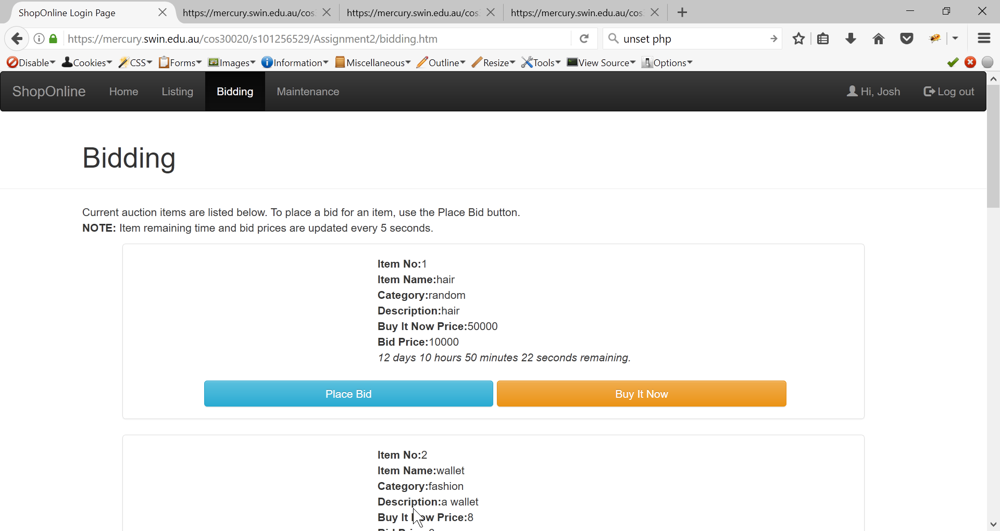 ShopOnline Login Page
https://mercury.swin.edu.au/cos
https://mercury.swin.edu.au/cos
https://mercury.swin.edu.au/cos
https://mercury.swin.edu.au/cos30020/s101256529/Assignment2/bidding.htm
unset php
Disable Cookies CSS Forms Images Information Miscellaneous Outline Resize Tools View Source Options
ShopOnline Home Listing Bidding Maintenance Hi, Josh Log out
Bidding
Current auction items are listed below. To place a bid for an item, use the Place Bid button.
NOTE: Item remaining time and bid prices are updated every 5 seconds.
Item No:1
Item Name:hair
Category:random
Description:hair
Buy It Now Price:50000
Bid Price:10000
12 days 10 hours 50 minutes 22 seconds remaining.
Place Bid Buy It Now
Item No:2
Item Name:wallet
Category:fashion
Description:a wallet
Buy It Now Price:8